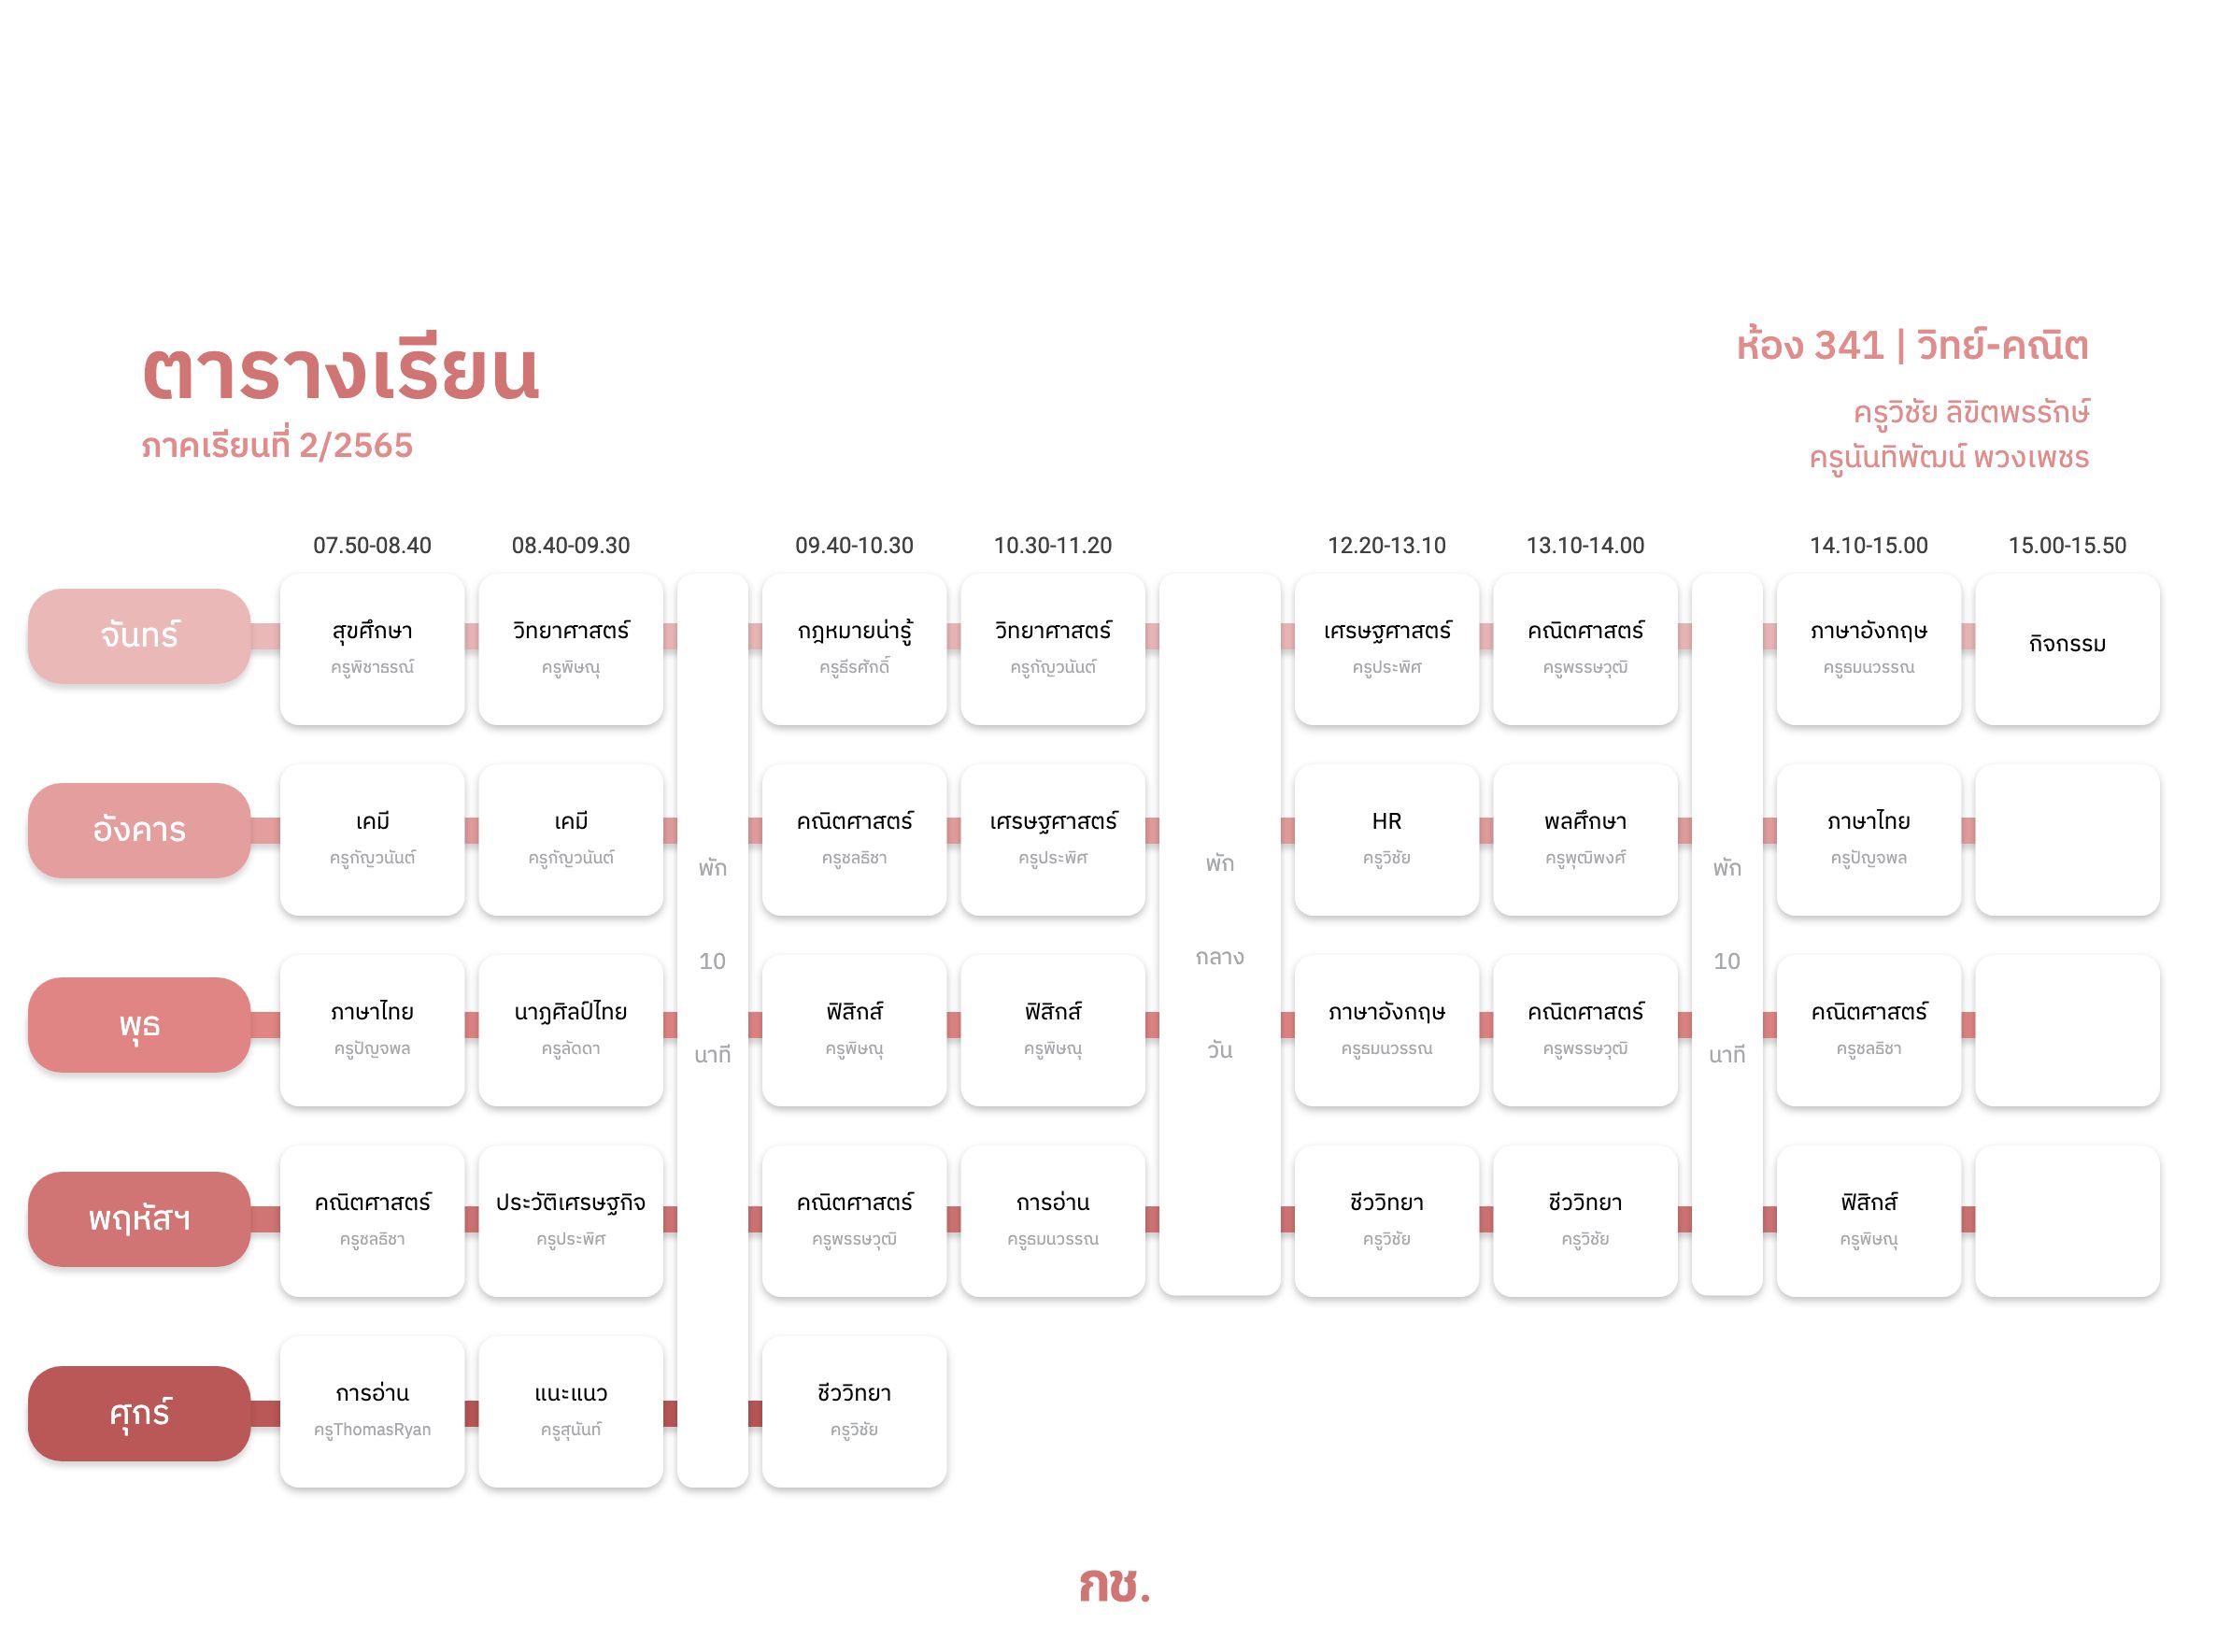 ตารางเรียน
ภาคเรียนที่ 2/2565
ห้อง 341 | วิทย์-คณิต
ครูวิชัย ลิขิตพรรักษ์
ครูนันทิพัฒน์ พวงเพชร
07.50-08.40 08.40-09.30 09.40-10.30 10.30-11.20 12.20-13.10 13.10-14.00 14.10-15.00 15.00-15.50
จันทร์ สุขศึกษา วิทยาศาสตร์ กฎหมายน่ารู้ วิทยาศาสตร์ เศรษฐศาสตร์ คณิตศาสตร์ ภาษาอังกฤษ กิจกรรม
ครูพิชาธรณ์ ครูพิษณุ ครูธีรศักดิ์ ครูกัญวนันต์ ครูประพิศ ครูพรรษวุฒิ ครูธมนวรรณ
อังคาร เคมี เคมี คณิตศาสตร์ เศรษฐศาสตร์ HR พลศึกษา ภาษาไทย
ครูกัญวนันต์ ครูกัญวนันต์ ครูชลธิชา ครูประพิศ ครูวิชัย ครูพุฒิพงศ์ ครูปัญจพล
พัก พัก พัก
10 กลาง 10
นาที วัน นาที
พุธ ภาษาไทย นาฏศิลป์ไทย ฟิสิกส์ ฟิสิกส์ ภาษาอังกฤษ คณิตศาสตร์ คณิตศาสตร์
ครูปัญจพล ครูลัดดา ครูพิษณุ ครูพิษณุ ครูธมนวรรณ ครูพรรษวุฒิ ครูชลธิชา
พฤหัสฯ คณิตศาสตร์ ประวัติเศรษฐกิจ คณิตศาสตร์ การอ่าน ชีววิทยา ชีววิทยา ฟิสิกส์
ครูชลธิชา ครูประพิศ ครูพรรษวุฒิ ครูธมนวรรณ ครูวิชัย ครูวิชัย ครูพิษณุ
ศุกร์ การอ่าน แนะแนว ชีววิทยา
ครูThomasRyan ครูสุนันท์ ครูวิชัย
กช.